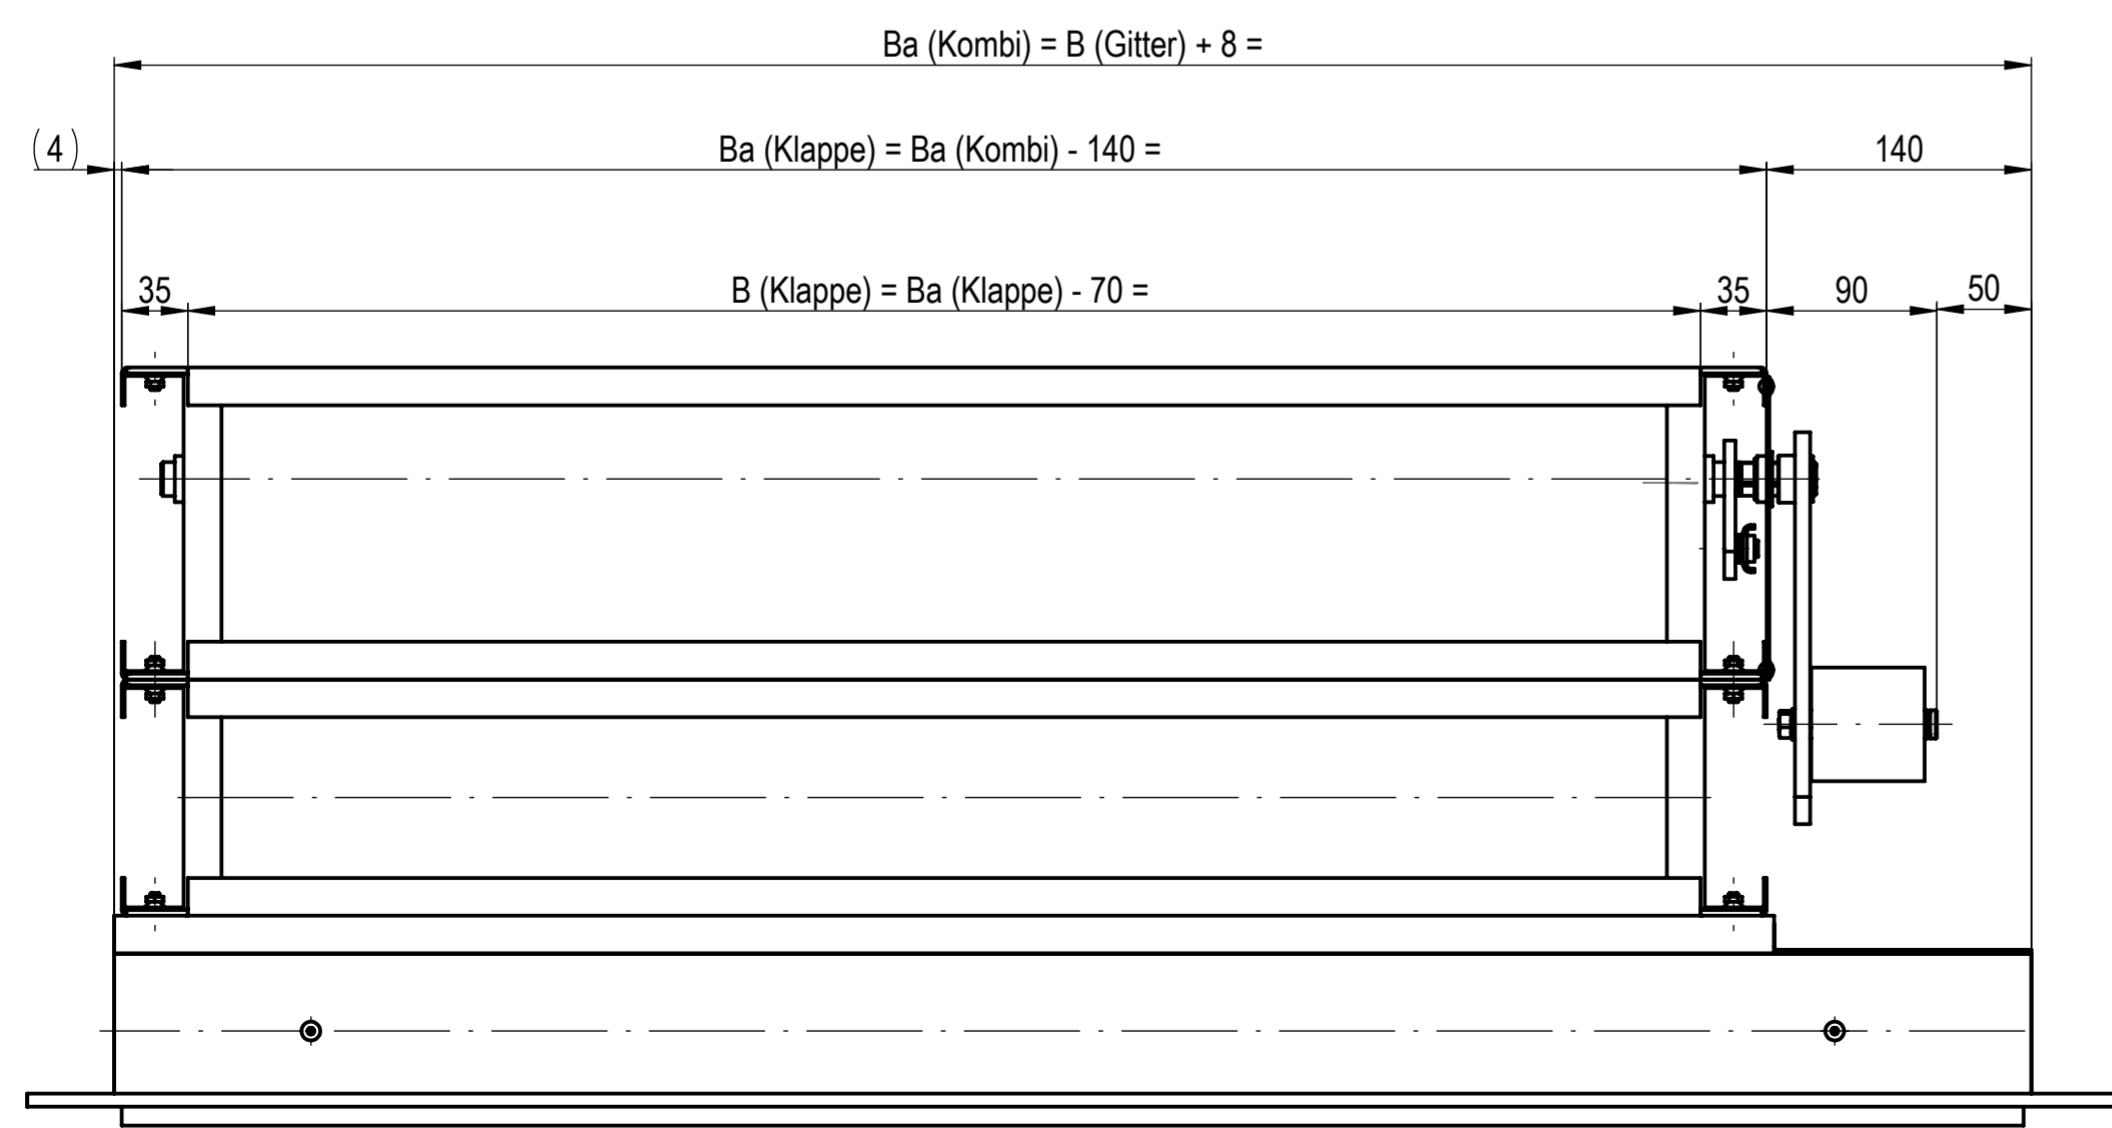 Ba (Kombi) = B (Gitter) + 8 =
(4)
Ba (Klappe) = Ba (Kombi) - 140 =
140
35
B (Klappe) = Ba (Klappe) - 70 =
35
90
50